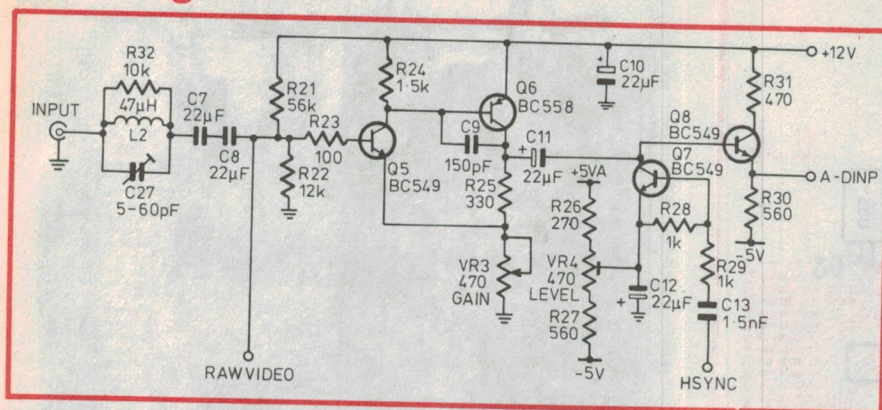 R32
10k
INPUT
47µH
L2
C27
5-60pF
C7
22µF
C8
22µF
R21
56k
R23
100
R22
12k
RAWVIDEO
R24
1·5k
Q5
BC549
Q6
BC558
C9
150pF
R25
330
VR3
470
GAIN
+
C11
22µF
+
C10
22µF
+5VA
R26
270
VR4
470
LEVEL
R27
560
-5V
Q7
BC549
R28
1k
+
C12
22µF
R29
1k
C13
1·5nF
HSYNC
Q8
BC549
R31
470
+12V
A-DINP
R30
560
-5V